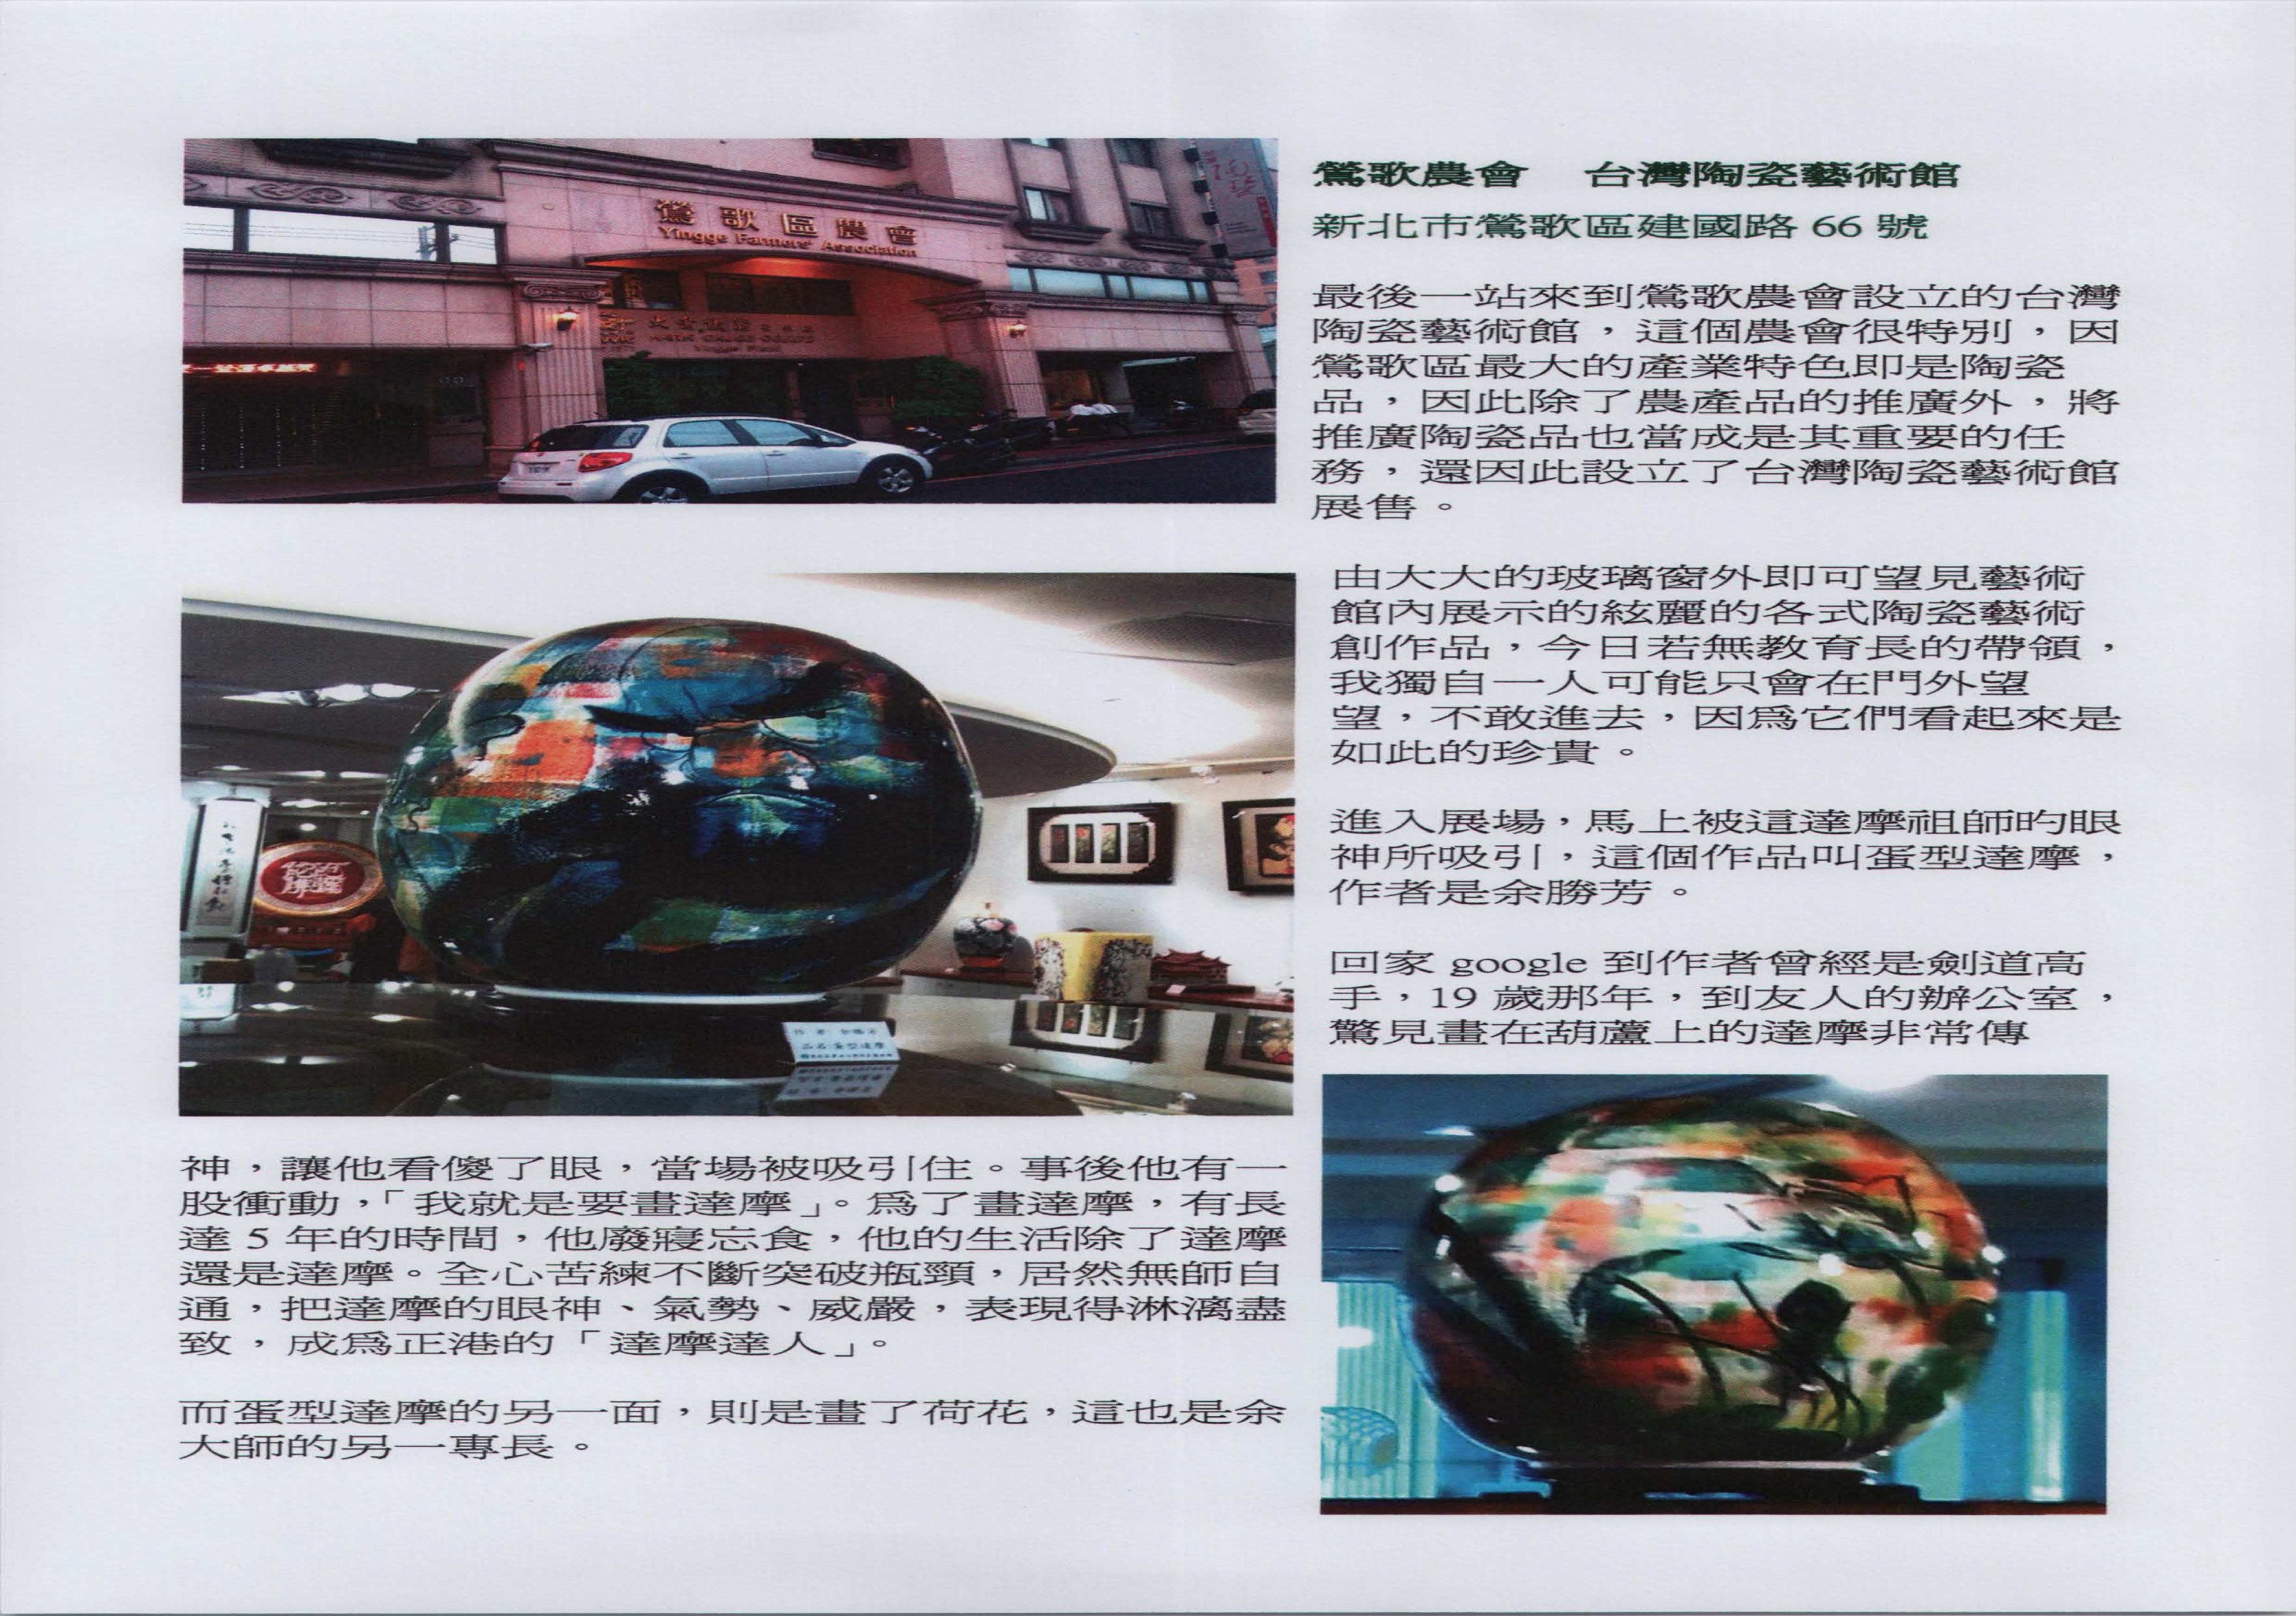 鶯歌區農會
Yingge Farmers' Association
鶯歌農會　台灣陶瓷藝術館
新北市鶯歌區建國路 66 號
最後一站來到鶯歌農會設立的台灣
陶瓷藝術館，這個農會很特別，因
鶯歌區最大的產業特色即是陶瓷
品，因此除了農產品的推廣外，將
推廣陶瓷品也當成是其重要的任
務，還因此設立了台灣陶瓷藝術館
展售。
由大大的玻璃窗外即可望見藝術
館內展示的絃麗的各式陶瓷藝術
創作品，今日若無教育長的帶領，
我獨自一人可能只會在門外望
望，不敢進去，因為它們看起來是
如此的珍貴。
進入展場，馬上被這達摩祖師旳眼
神所吸引，這個作品叫蛋型達摩，
作者是余勝芳。
回家 google 到作者曾經是劍道高
手，19 歲那年，到友人的辦公室，
驚見畫在葫蘆上的達摩非常傳
作 者 : 余勝芳
品名:蛋型達摩
神，讓他看傻了眼，當場被吸引住。事後他有一
股衝動，「我就是要畫達摩」。為了畫達摩，有長
達 5 年的時間，他廢寢忘食，他的生活除了達摩
還是達摩。全心苦練不斷突破瓶頸，居然無師自
通，把達摩的眼神、氣勢、威嚴，表現得淋漓盡
致，成為正港的「達摩達人」。
而蛋型達摩的另一面，則是畫了荷花，這也是余
大師的另一專長。